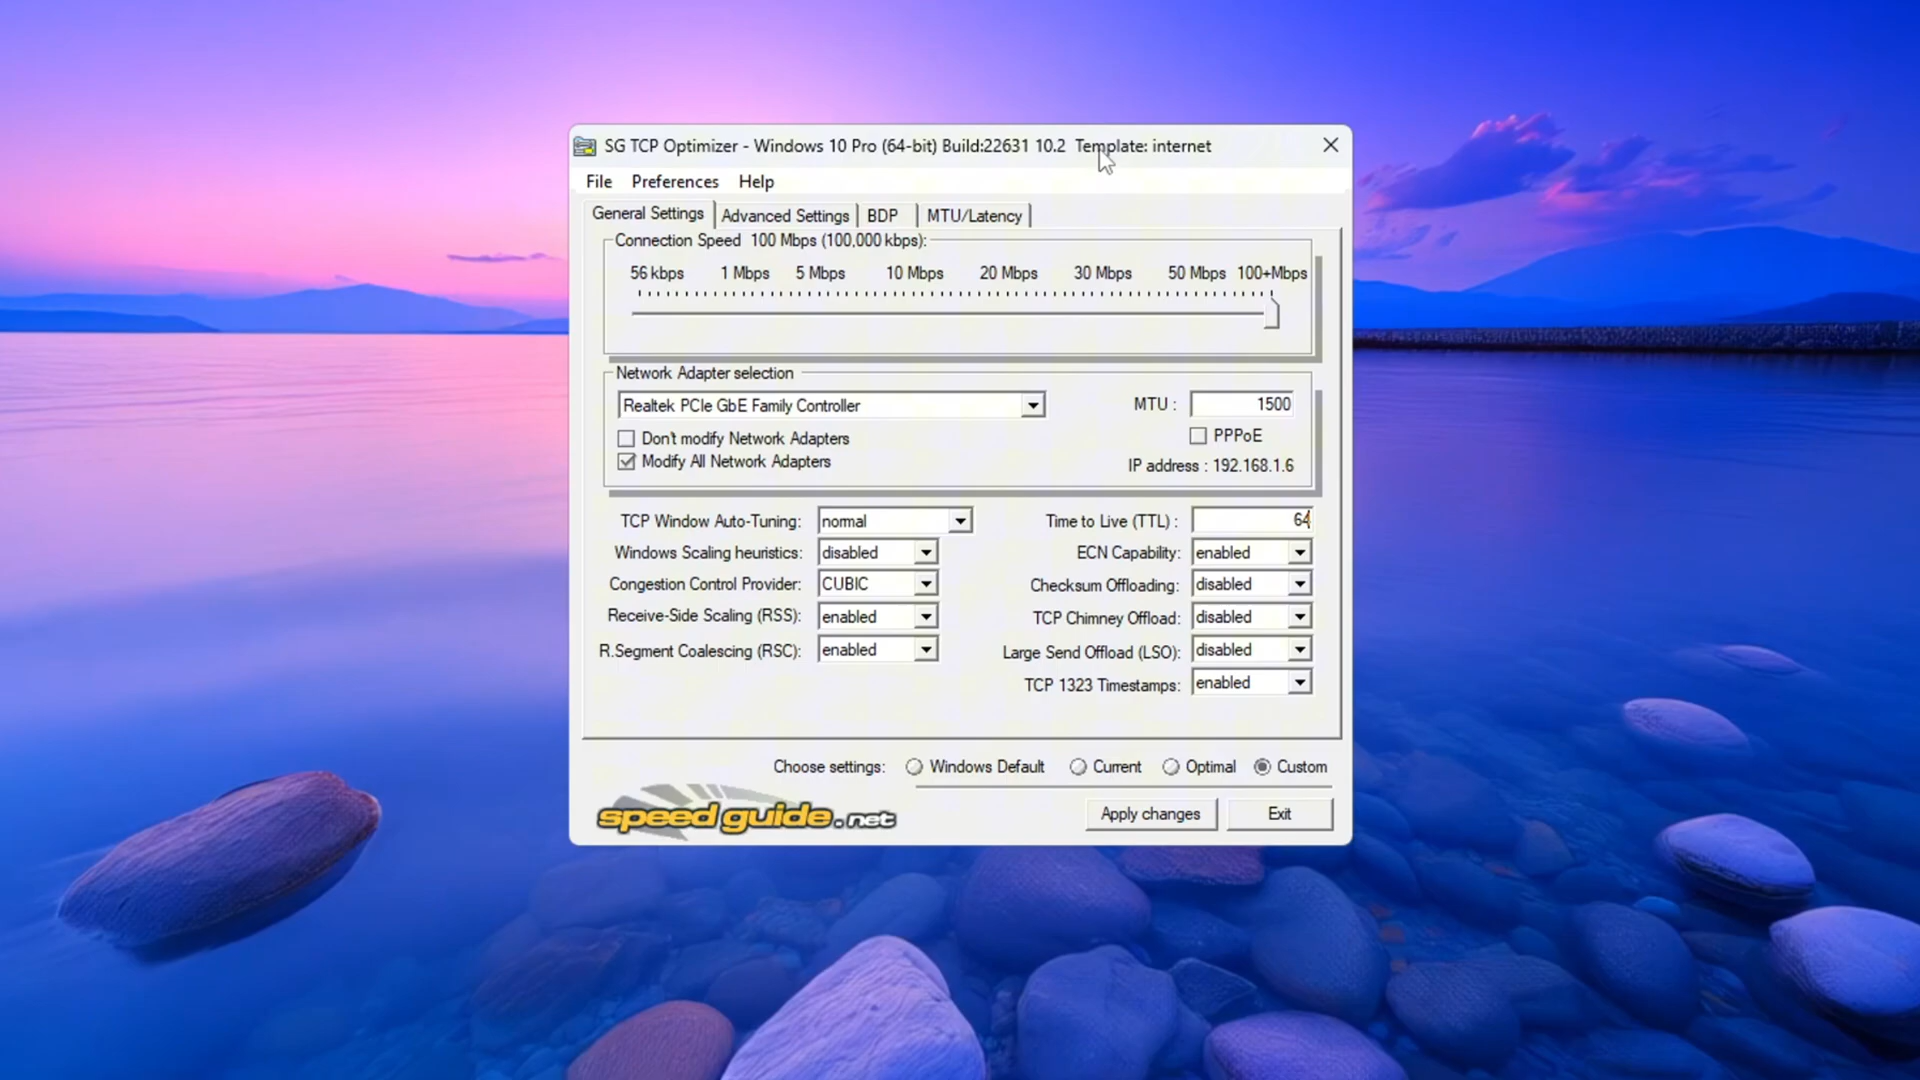 SG TCP Optimizer - Windows 10 Pro (64-bit) Build:22631 10.2 Template: internet
File Preferences Help
General Settings Advanced Settings BDP MTU/Latency
Connection Speed 100 Mbps (100,000 kbps):
56 kbps 1 Mbps 5 Mbps 10 Mbps 20 Mbps 30 Mbps 50 Mbps 100+Mbps
Network Adapter selection
Realtek PCIe GbE Family Controller MTU : 1500
Don't modify Network Adapters PPPoE
Modify All Network Adapters IP address : 192.168.1.6
TCP Window Auto-Tuning: normal Time to Live (TTL) : 64
Windows Scaling heuristics: disabled ECN Capability: enabled
Congestion Control Provider: CUBIC Checksum Offloading: disabled
Receive-Side Scaling (RSS): enabled TCP Chimney Offload: disabled
R.Segment Coalescing (RSC): enabled Large Send Offload (LSO): disabled
TCP 1323 Timestamps: enabled
Choose settings: Windows Default Current Optimal Custom
speedguide.net Apply changes Exit